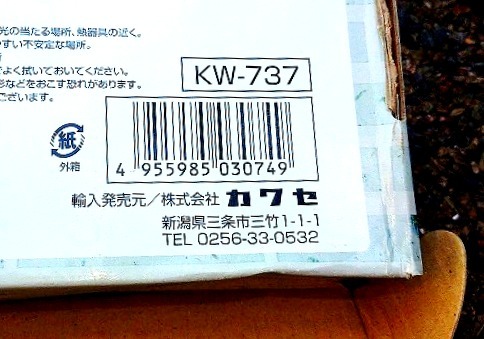 光の当たる場所、熱器具の近く。
すい不安定な場所。
でよく拭いておいてください。
などをおこす恐れがあります。
ございます。
KW-737
4 955985 030749
紙
外箱
輸入発売元／株式会社 カワセ
新潟県三条市三竹1-1-1
TEL 0256-33-0532